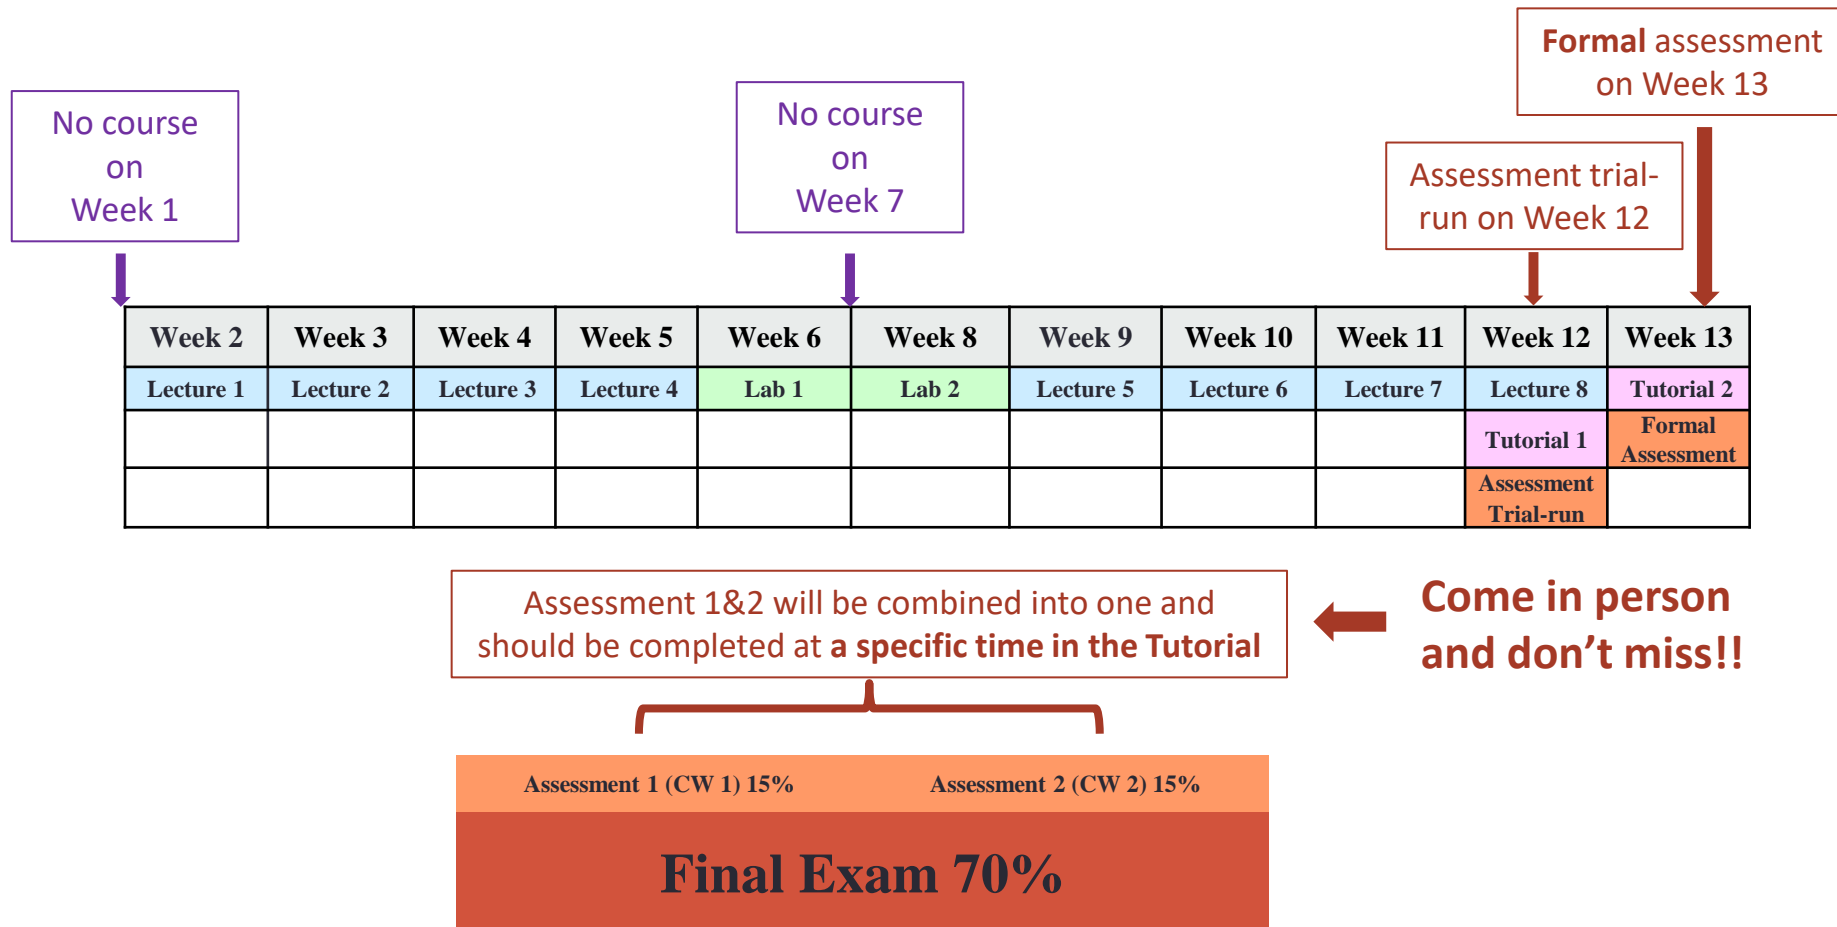 Formal assessment
on Week 13
No course
on
Week 1
No course
on
Week 7
Assessment trial-
run on Week 12
Week 2 Week 3 Week 4 Week 5 Week 6 Week 8 Week 9 Week 10 Week 11 Week 12 Week 13
Lecture 1 Lecture 2 Lecture 3 Lecture 4 Lab 1 Lab 2 Lecture 5 Lecture 6 Lecture 7 Lecture 8 Tutorial 2
Tutorial 1
Formal
Assessment
Assessment
Trial-run
Assessment 1&2 will be combined into one and
should be completed at a specific time in the Tutorial
Come in person
and don’t miss!!
Assessment 1 (CW 1) 15% Assessment 2 (CW 2) 15%
Final Exam 70%